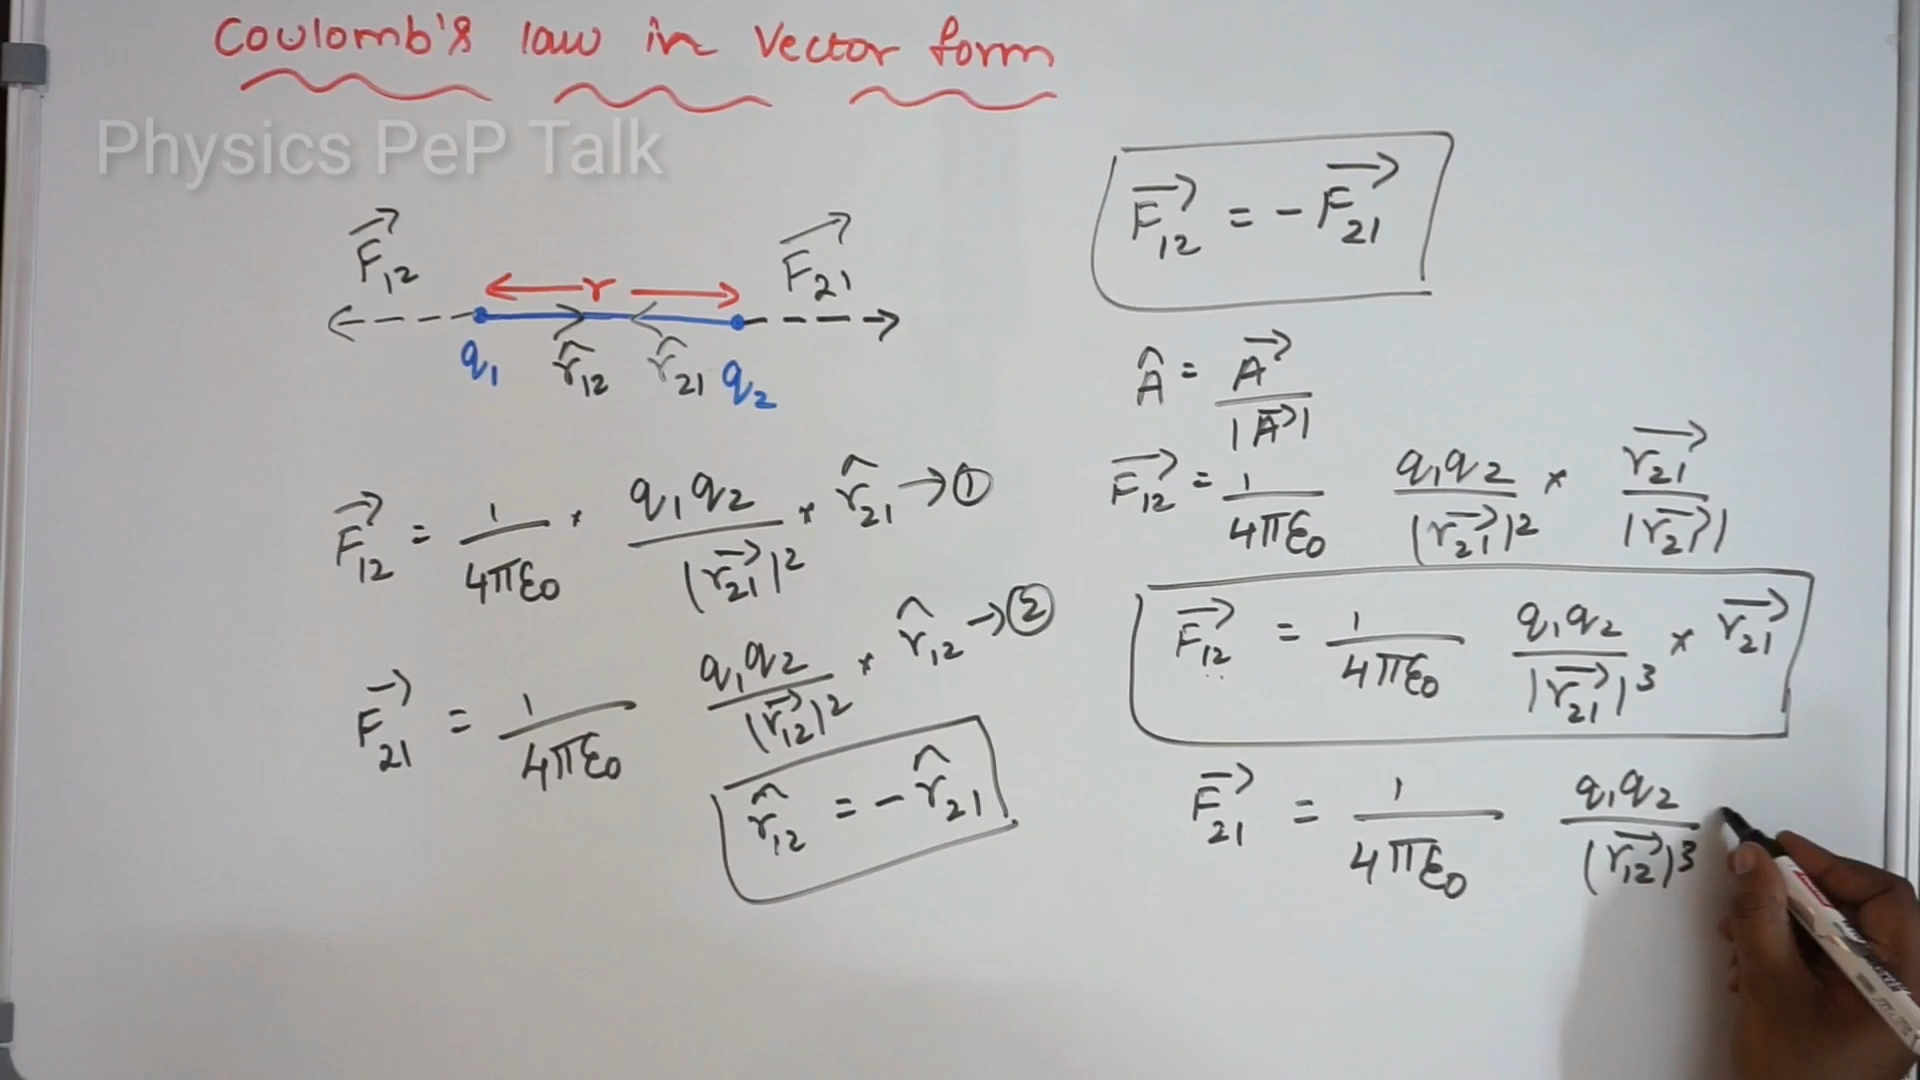 Coulomb's law in Vector form
Physics PeP Talk
F⃗₁₂ F⃗₂₁
r
q₁ r̂₁₂ r̂₂₁ q₂
F⃗₁₂ = 1/4πε₀ × q₁q₂/|r⃗₂₁|² × r̂₂₁ → ①
F⃗₂₁ = 1/4πε₀ q₁q₂/|r⃗₁₂|² × r̂₁₂ → ②
r̂₁₂ = - r̂₂₁
F⃗₁₂ = - F⃗₂₁
Â = A⃗/|A⃗|
F⃗₁₂ = 1/4πε₀ q₁q₂/|r⃗₂₁|² × r⃗₂₁/|r⃗₂₁|
F⃗₁₂ = 1/4πε₀ q₁q₂/|r⃗₂₁|³ × r⃗₂₁
F⃗₂₁ = 1/4πε₀ q₁q₂/(r⃗₁₂)³